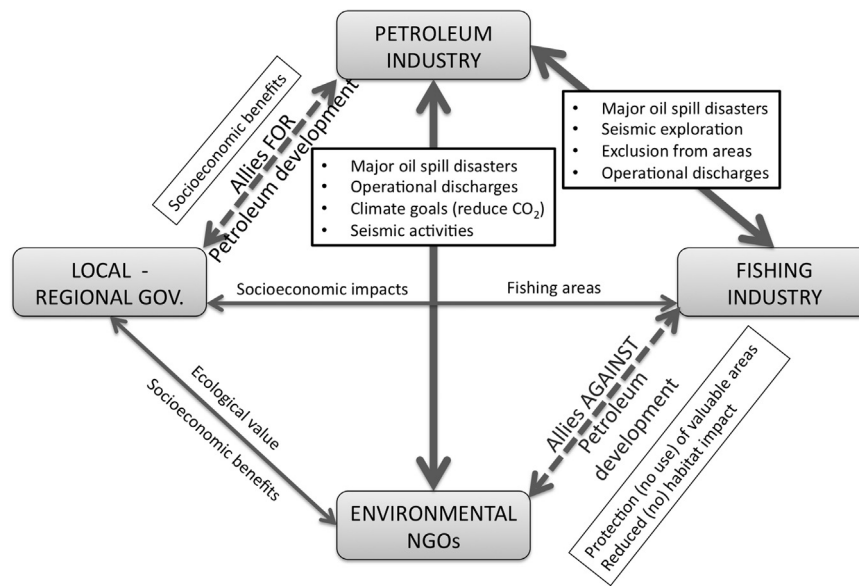 PETROLEUM
INDUSTRY
Socioeconomic benefits
Allies FOR
Petroleum development
• Major oil spill disasters
• Operational discharges
• Climate goals (reduce CO₂)
• Seismic activities
• Major oil spill disasters
• Seismic exploration
• Exclusion from areas
• Operational discharges
LOCAL -
REGIONAL GOV.
Socioeconomic impacts
Fishing areas
FISHING
INDUSTRY
Ecological value
Socioeconomic benefits
Allies AGAINST
Petroleum
development
Protection (no use) of valuable areas
Reduced (no) habitat impact
ENVIRONMENTAL
NGOs